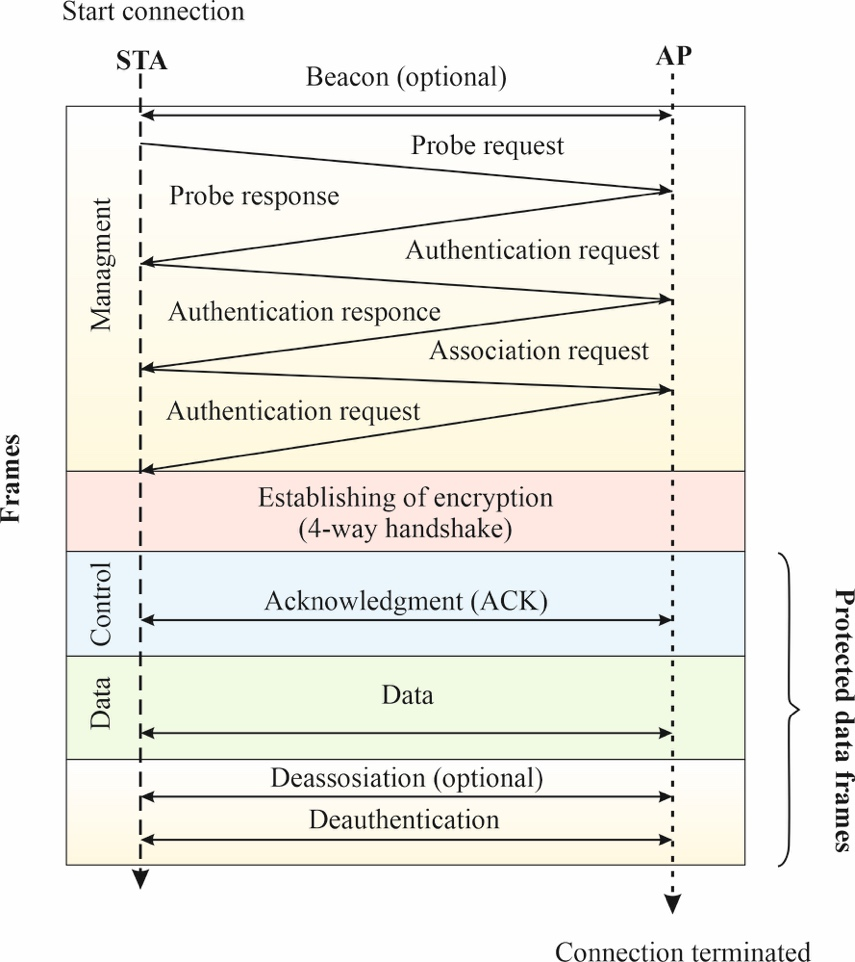 Start connection
STA
AP
Beacon (optional)
Probe request
Probe response
Authentication request
Authentication responce
Association request
Authentication request
Managment
Frames
Establishing of encryption
(4-way handshake)
Control
Acknowledgment (ACK)
Data
Data
Deassosiation (optional)
Deauthentication
Protected data frames
Connection terminated